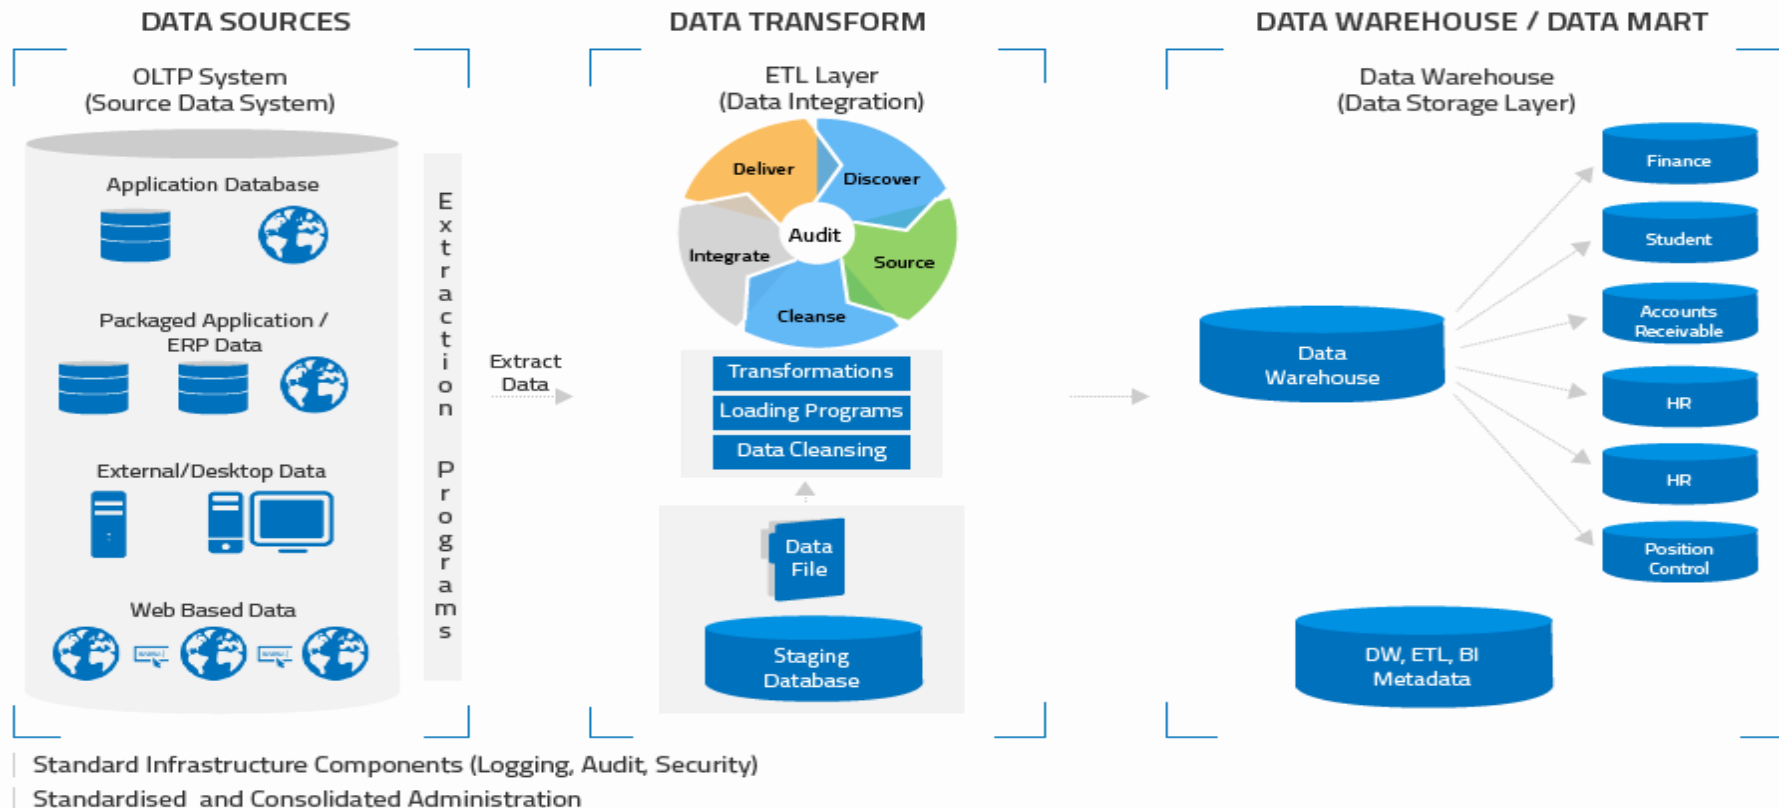 DATA SOURCES
OLTP System
(Source Data System)
Application Database
Packaged Application /
ERP Data
External/Desktop Data
Web Based Data
Extraction Programs
Extract
Data
DATA TRANSFORM
ETL Layer
(Data Integration)
Deliver
Discover
Audit
Integrate
Source
Cleanse
Transformations
Loading Programs
Data Cleansing
Data
File
Staging
Database
DATA WAREHOUSE / DATA MART
Data Warehouse
(Data Storage Layer)
Data
Warehouse
Finance
Student
Accounts
Receivable
HR
HR
Position
Control
DW, ETL, BI
Metadata
Standard Infrastructure Components (Logging, Audit, Security)
Standardised and Consolidated Administration